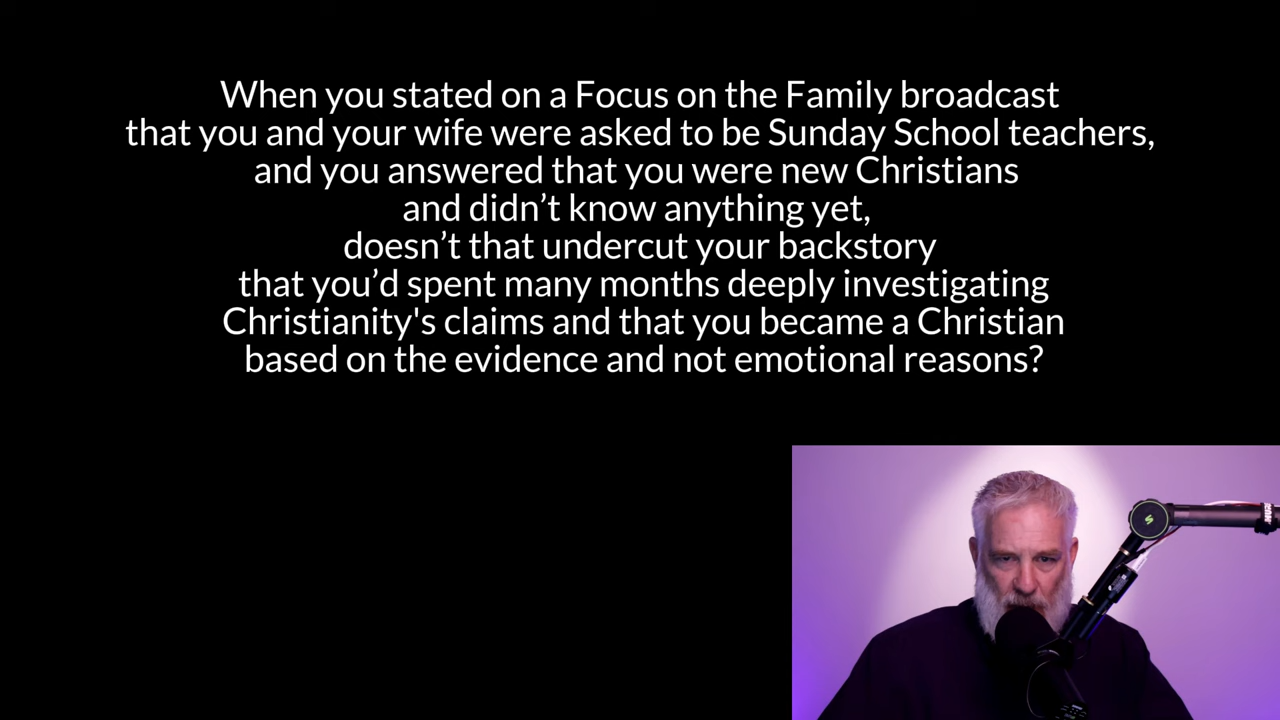 When you stated on a Focus on the Family broadcast
that you and your wife were asked to be Sunday School teachers,
and you answered that you were new Christians
and didn’t know anything yet,
doesn’t that undercut your backstory
that you’d spent many months deeply investigating
Christianity's claims and that you became a Christian
based on the evidence and not emotional reasons?